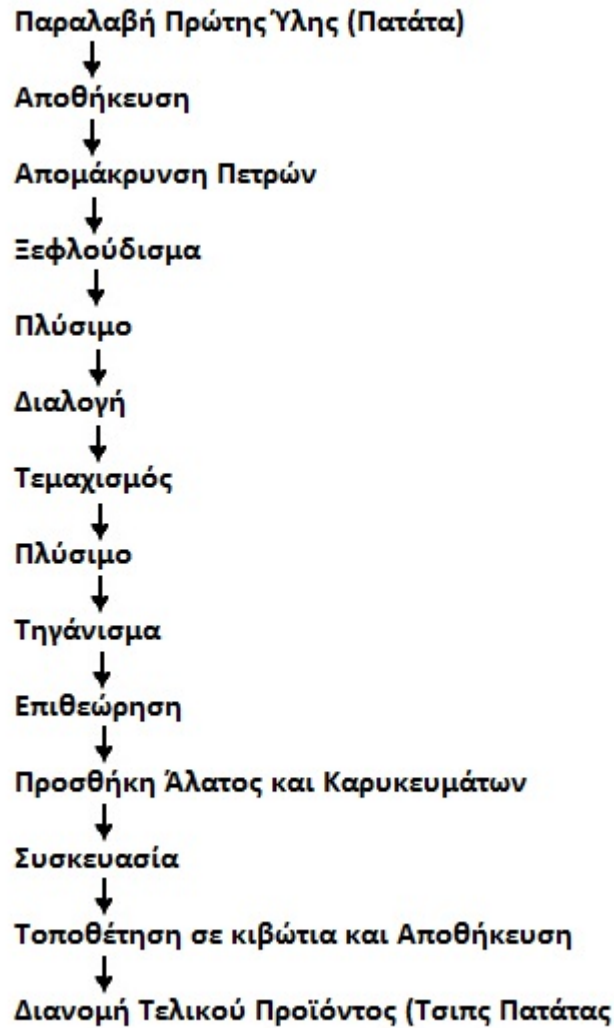 Παραλαβή Πρώτης Ύλης (Πατάτα)
Αποθήκευση
Απομάκρυνση Πετρών
Ξεφλούδισμα
Πλύσιμο
Διαλογή
Τεμαχισμός
Πλύσιμο
Τηγάνισμα
Επιθεώρηση
Προσθήκη Άλατος και Καρυκευμάτων
Συσκευασία
Τοποθέτηση σε κιβώτια και Αποθήκευση
Διανομή Τελικού Προϊόντος (Τσιπς Πατάτας